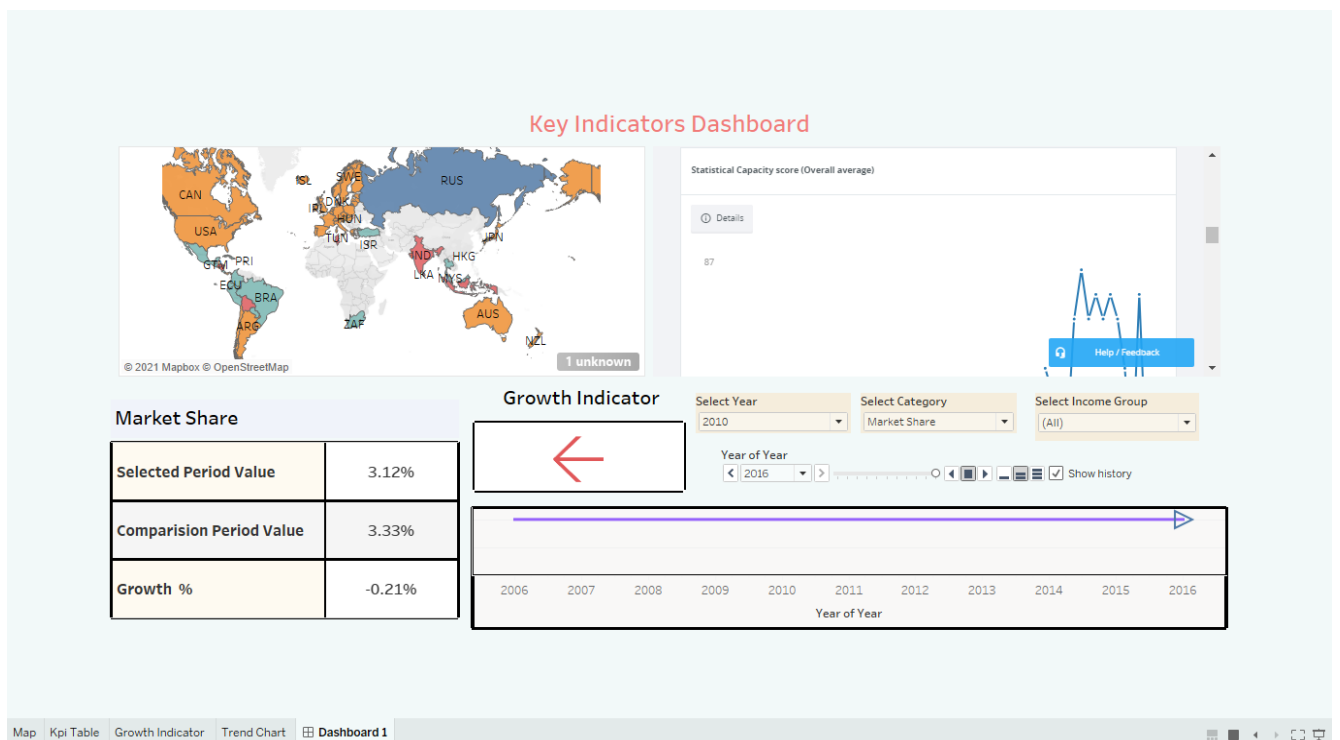 Key Indicators Dashboard
CAN
USA
ISL
SWE
DNK
IRL
HUN
RUS
TUN
ISR
JPN
IND
HKG
LKA
MYS
GTM
PRI
ECU
BRA
ARG
ZAF
AUS
NZL
© 2021 Mapbox © OpenStreetMap
1 unknown
Statistical Capacity score (Overall average)
Details
87
Help / Feedback
Market Share
Selected Period Value 3.12%
Comparision Period Value 3.33%
Growth % -0.21%
Growth Indicator
Select Year
2010
Select Category
Market Share
Select Income Group
(All)
Year of Year
2016
Show history
2006 2007 2008 2009 2010 2011 2012 2013 2014 2015 2016
Year of Year
Map Kpi Table Growth Indicator Trend Chart Dashboard 1